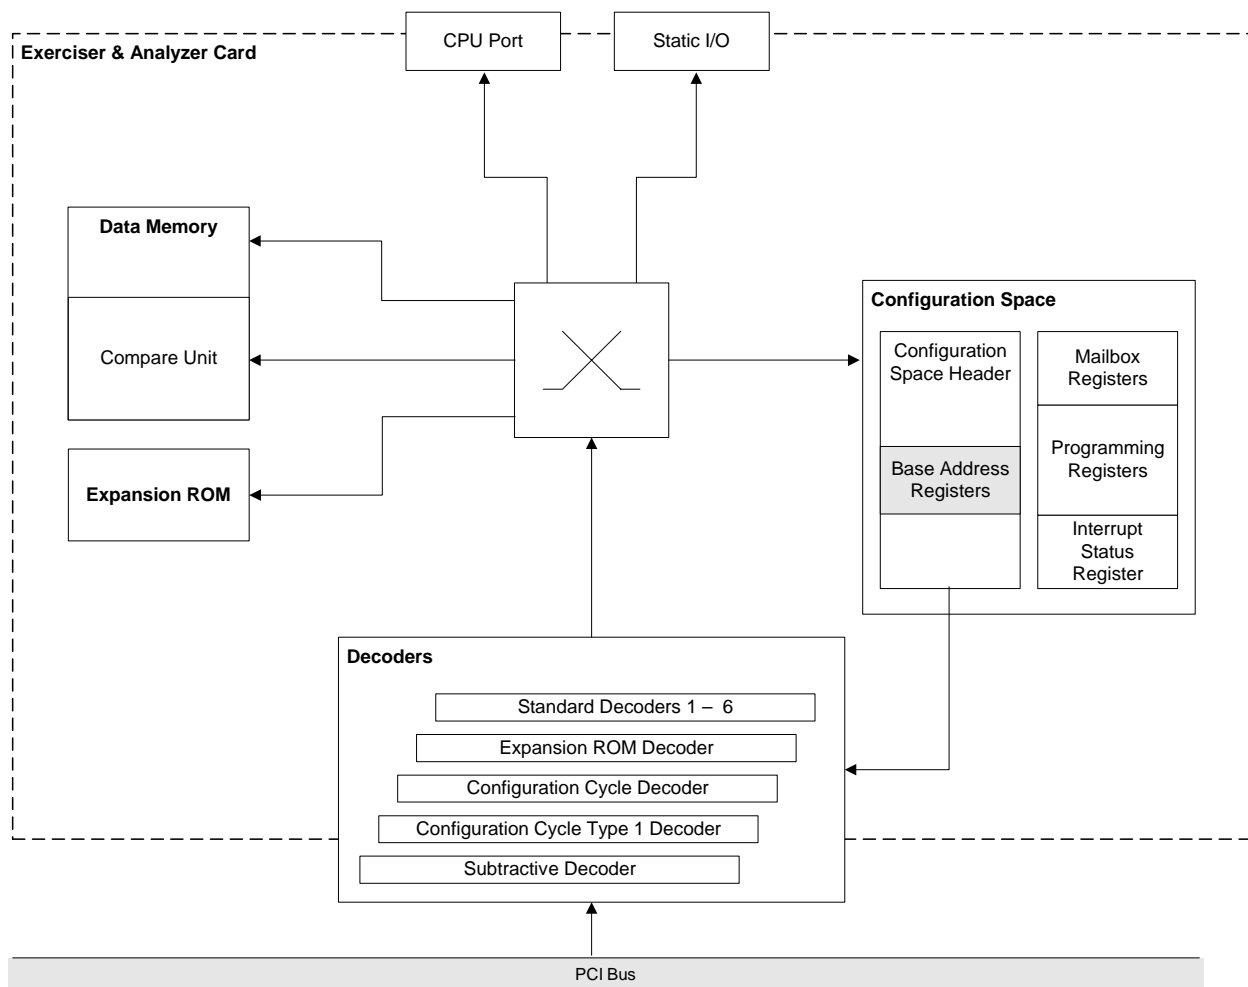 CPU Port
Static I/O
Exerciser & Analyzer Card
Data Memory
Compare Unit
Expansion ROM
Configuration Space
Configuration
Space Header
Base Address
Registers
Mailbox
Registers
Programming
Registers
Interrupt
Status
Register
Decoders
Standard Decoders 1 – 6
Expansion ROM Decoder
Configuration Cycle Decoder
Configuration Cycle Type 1 Decoder
Subtractive Decoder
PCI Bus